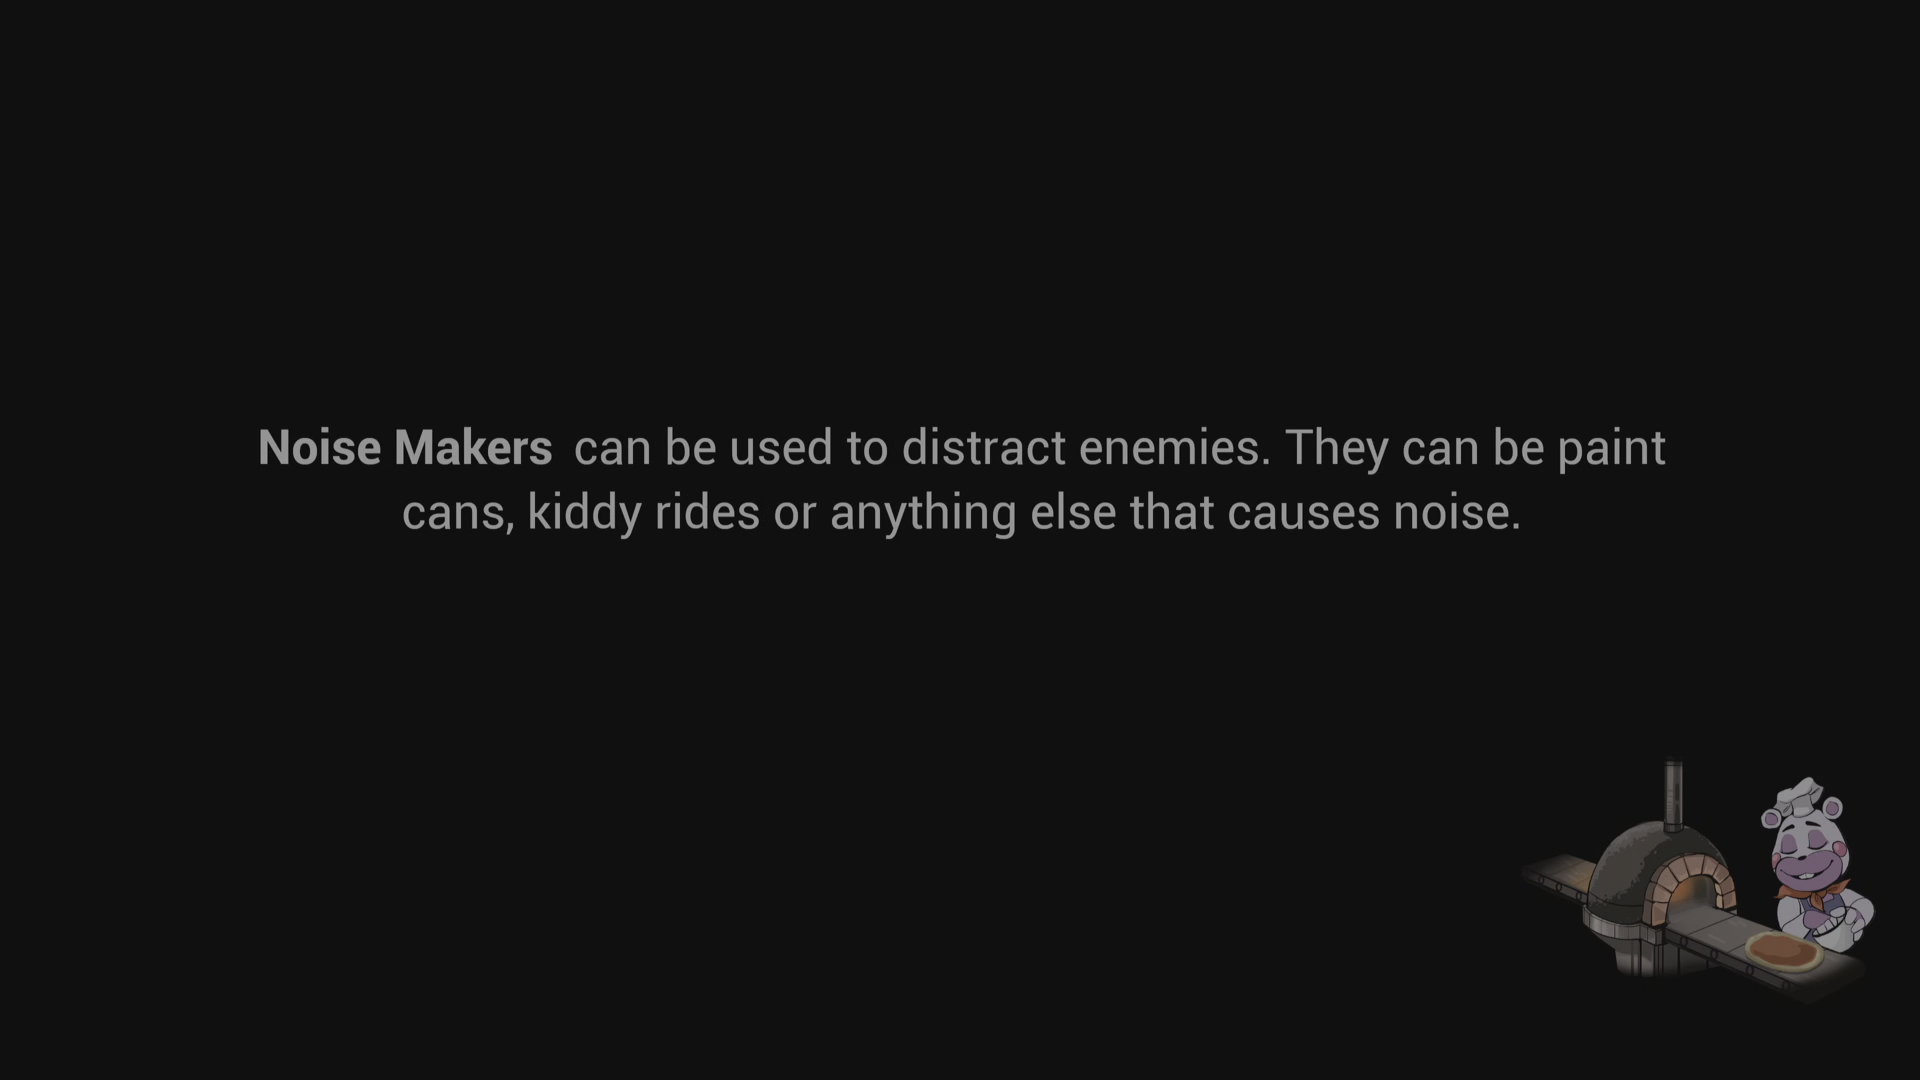 Noise Makers can be used to distract enemies. They can be paint
cans, kiddy rides or anything else that causes noise.